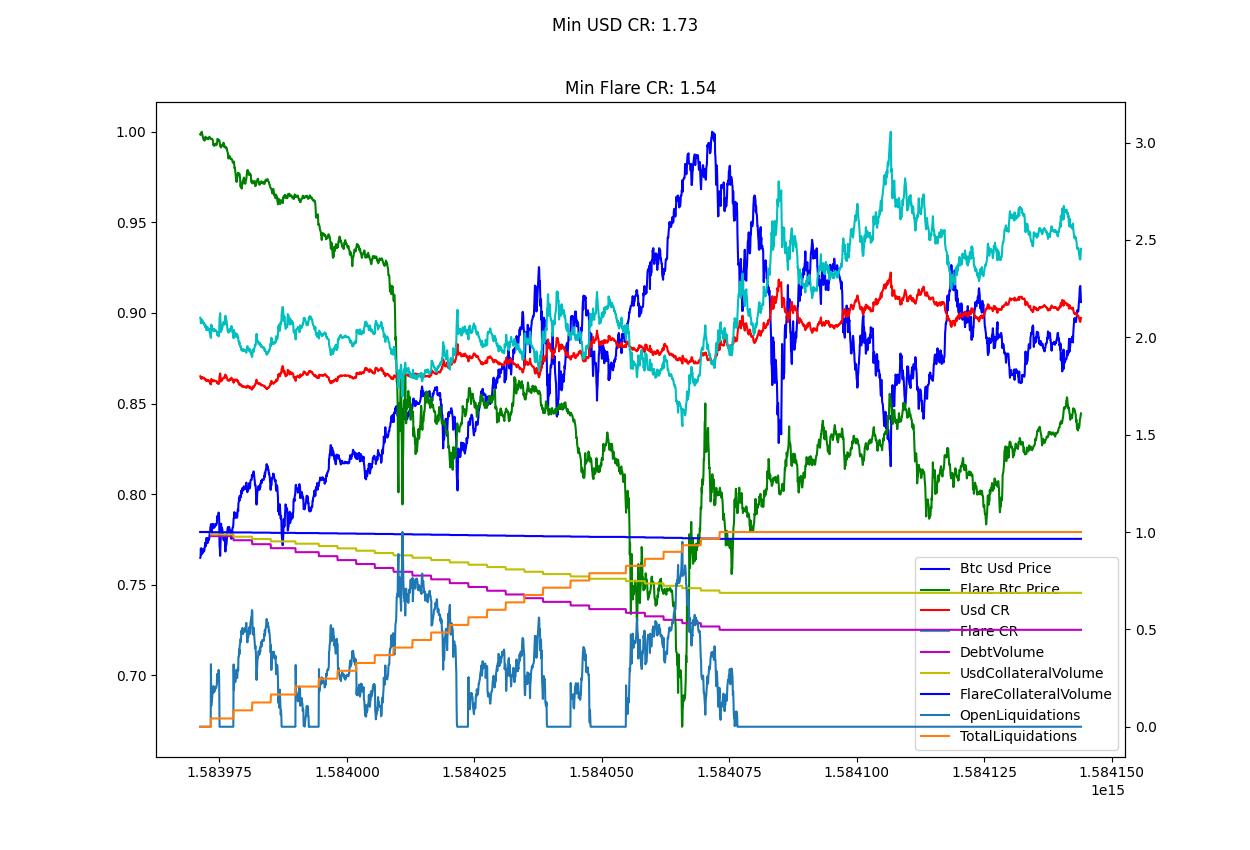 Min USD CR: 1.73
Min Flare CR: 1.54
1.00
0.95
0.90
0.85
0.80
0.75
0.70
3.0
2.5
2.0
1.5
1.0
0.5
0.0
Btc Usd Price
Flare Btc Price
Usd CR
Flare CR
DebtVolume
UsdCollateralVolume
FlareCollateralVolume
OpenLiquidations
TotalLiquidations
1.583975 1.584000 1.584025 1.584050 1.584075 1.584100 1.584125 1.584150
1e15